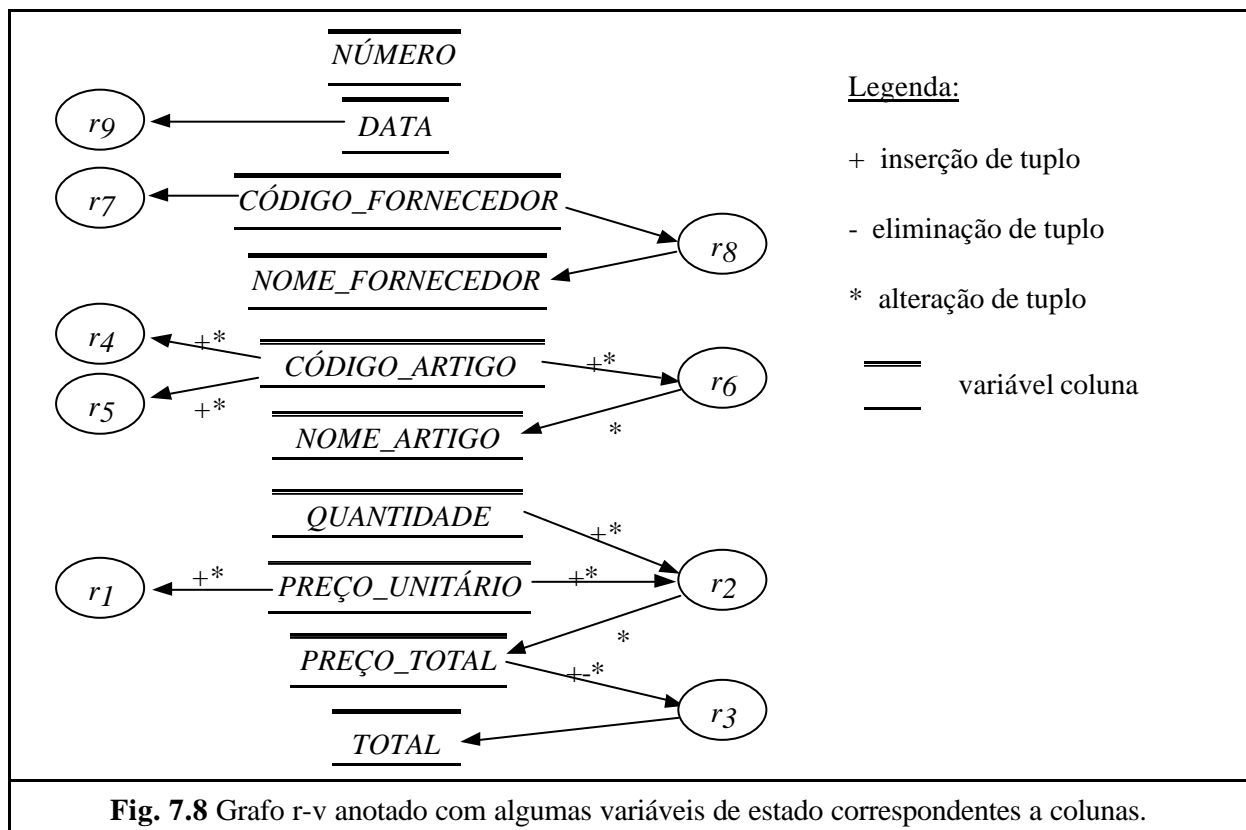 NÚMERO
Legenda:
r9
DATA
+ inserção de tuplo
r7
CÓDIGO_FORNECEDOR
r8
- eliminação de tuplo
NOME_FORNECEDOR
* alteração de tuplo
r4
+*
CÓDIGO_ARTIGO
+*
r6
variável coluna
r5
+*
NOME_ARTIGO
*
QUANTIDADE
+*
r1
+*
PREÇO_UNITÁRIO
+*
r2
*
PREÇO_TOTAL
+-*
r3
TOTAL
Fig. 7.8 Grafo r-v anotado com algumas variáveis de estado correspondentes a colunas.